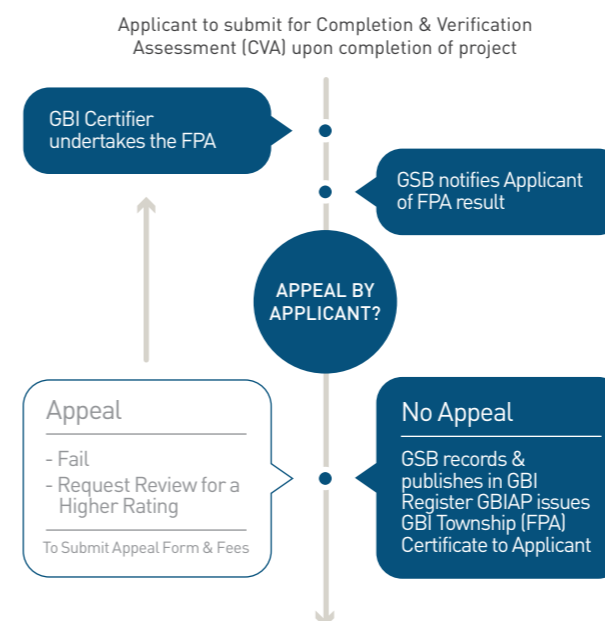 Applicant to submit for Completion & Verification
Assessment (CVA) upon completion of project
GBI Certifier
undertakes the FPA
GSB notifies Applicant
of FPA result
APPEAL BY
APPLICANT?
Appeal
- Fail
- Request Review for a
Higher Rating
To Submit Appeal Form & Fees
No Appeal
GSB records &
publishes in GBI
Register GBIAP issues
GBI Township (FPA)
Certificate to Applicant